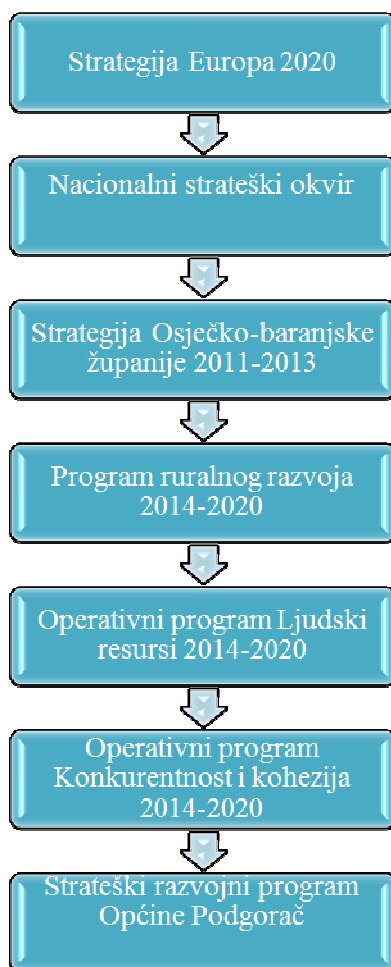 Strategija Europa 2020
Nacionalni strateški okvir
Strategija Osječko-baranjske
županije 2011-2013
Program ruralnog razvoja
2014-2020
Operativni program Ljudski
resursi 2014-2020
Operativni program
Konkurentnost i kohezija
2014-2020
Strateški razvojni program
Općine Podgorač